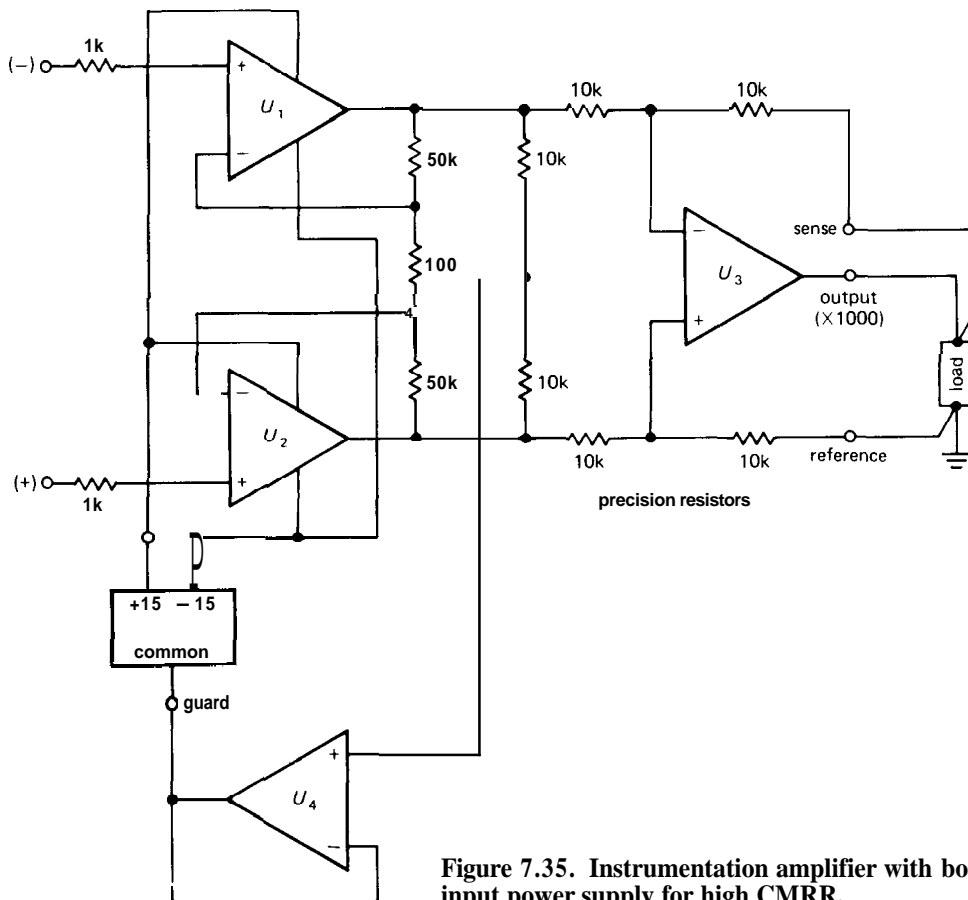 1k
(−)
+
U1
−
50k
100
4
50k
10k
10k
10k
10k
−
U3
+
sense
output
(×1000)
load
−
U2
+
(+)
1k
10k
10k
reference
precision resistors
+15 − 15
common
guard
+
U4
−
Figure 7.35. Instrumentation amplifier with bo
input power supply for high CMRR.